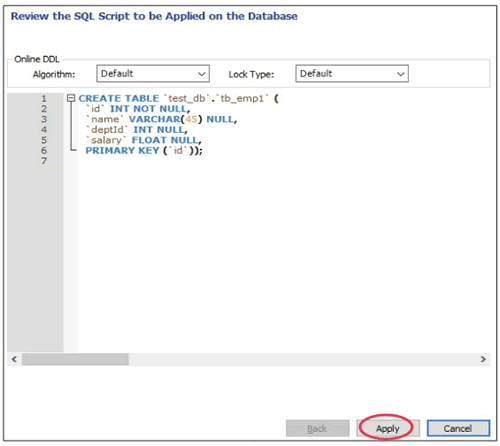 Review the SQL Script to be Applied on the Database
Online DDL
Algorithm: Default Lock Type: Default
1 CREATE TABLE `test_db`.`tb_emp1` (
2 `id` INT NOT NULL,
3 `name` VARCHAR(45) NULL,
4 `deptId` INT NULL,
5 `salary` FLOAT NULL,
6 PRIMARY KEY (`id`));
7
Back Apply Cancel